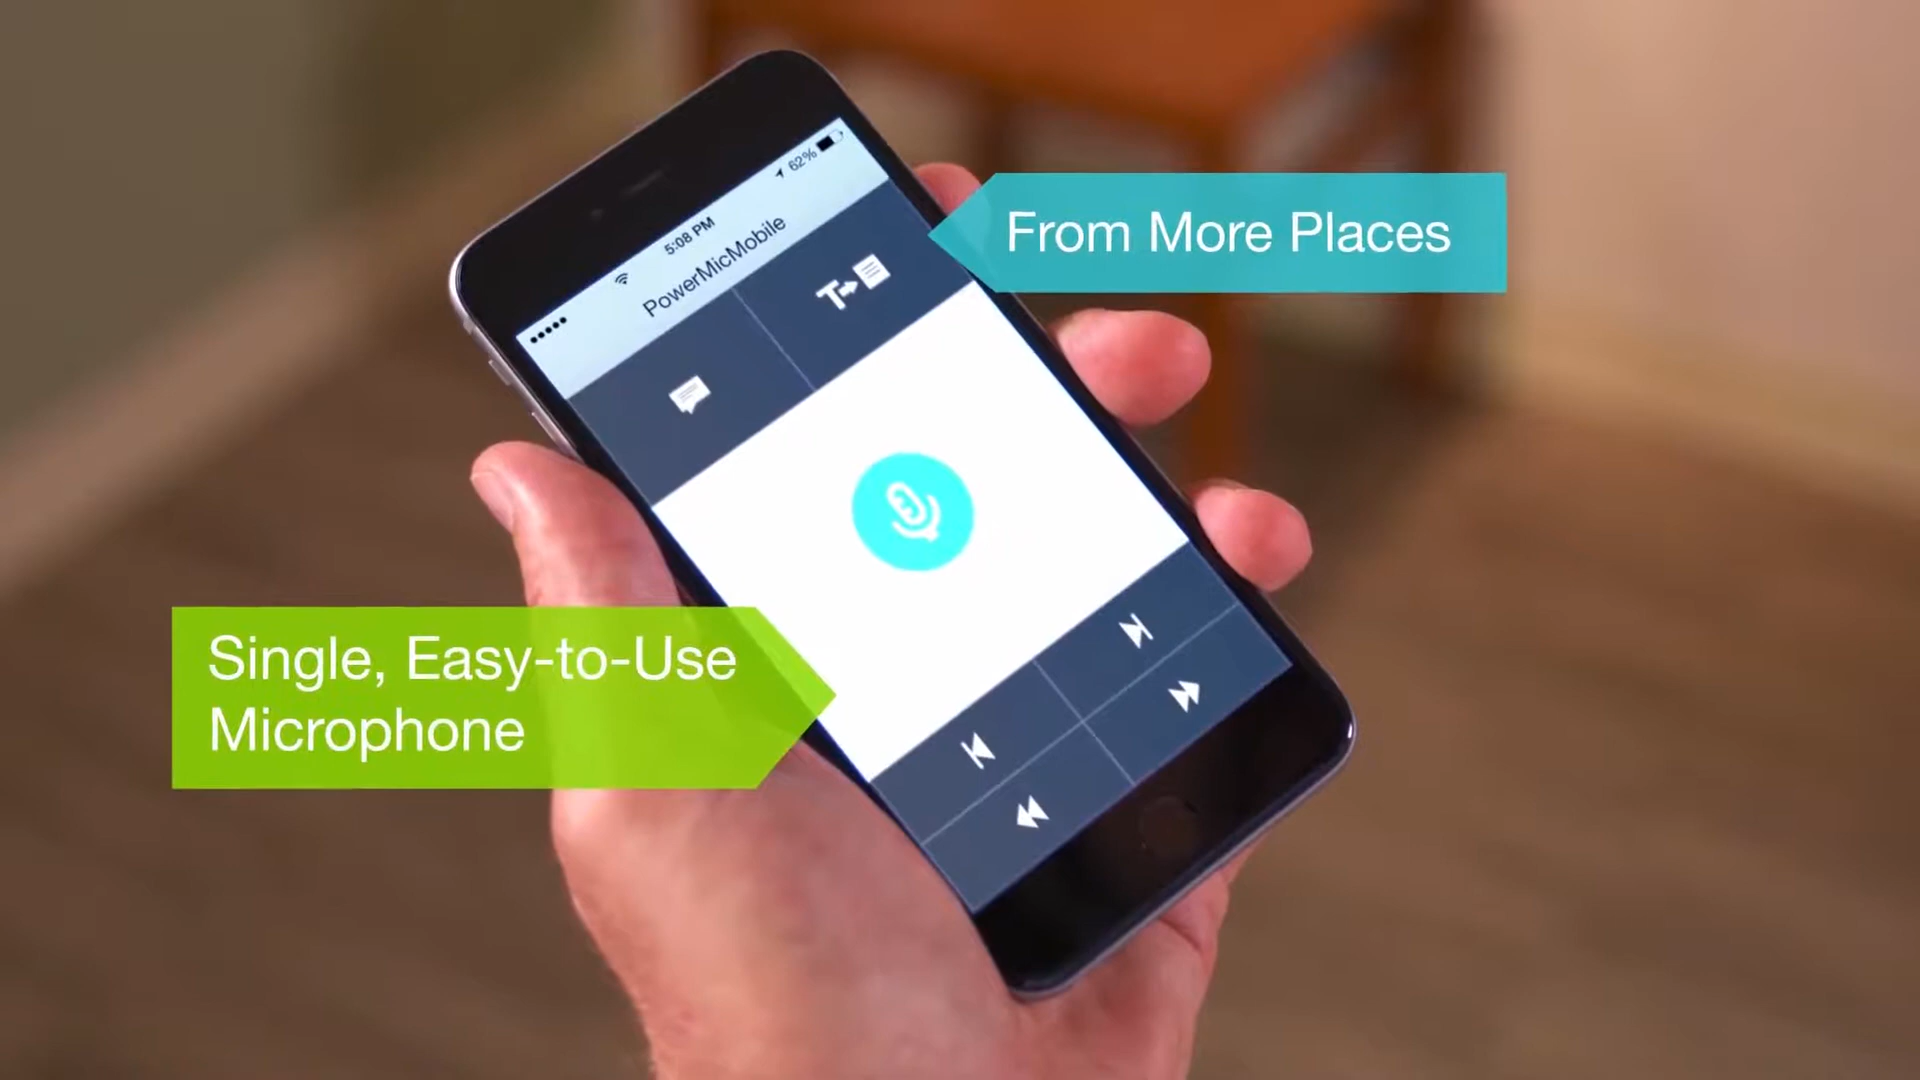 62%
5:08 PM
PowerMicMobile
From More Places
Single, Easy-to-Use
Microphone